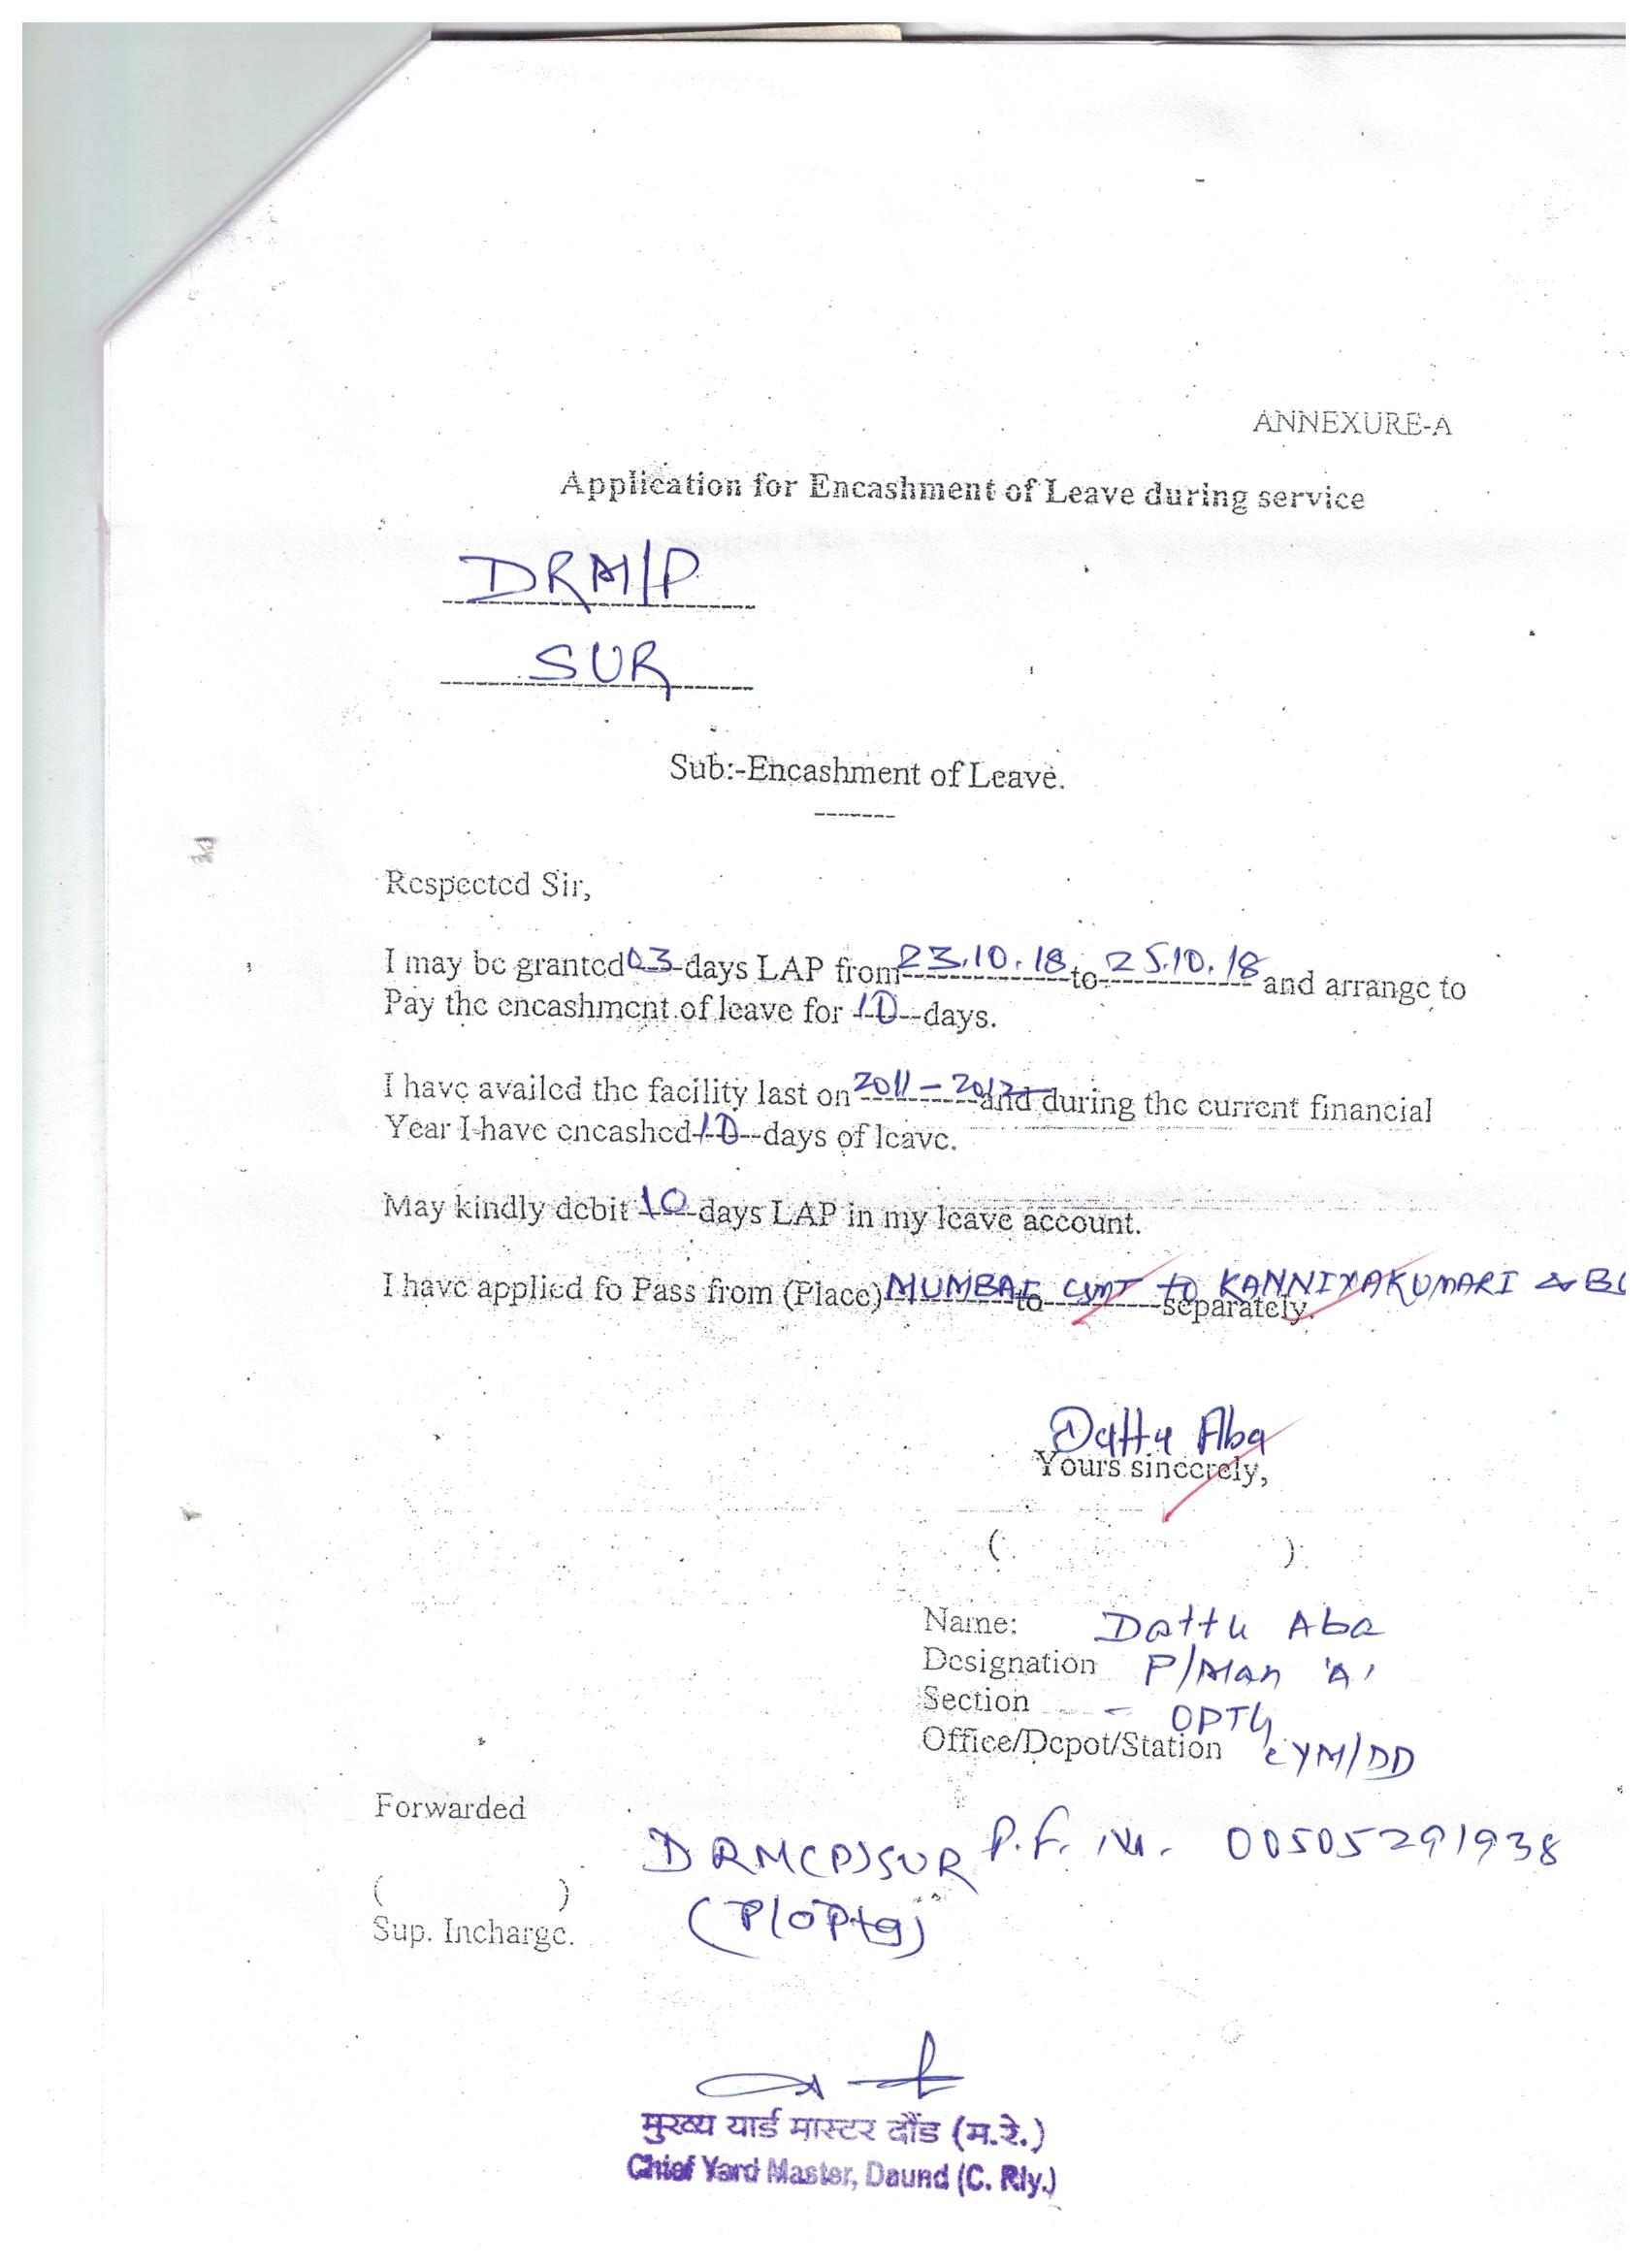 ANNEXURE-A
Application for Encashment of Leave during service
DRM/P
SUR
Sub:-Encashment of Leave.
Respected Sir,
I may be granted 03 days LAP from 23.10.18 to 25.10.18 and arrange to
Pay the encashment of leave for 10 days.
I have availed the facility last on 2011-2012 and during the current financial
Year I have encashed 10 days of leave.
May kindly debit 10 days LAP in my leave account.
I have applied fo Pass from (Place) MUMBAI to CSMT to KANNIYAKUMARI & separately.
Dattu Aba
Yours sincerely,
( )
Name: Dattu Aba
Designation P/Man 'A'
Section - OPTG
Office/Depot/Station CYM/DD
Forwarded
DRM(P)SUR P.F. No. 00505291938
( ) (P/OPtg)
Sup. Incharge.
मुख्य यार्ड मास्टर दौंड (म.रे.)
Chief Yard Master, Daund (C. Rly.)